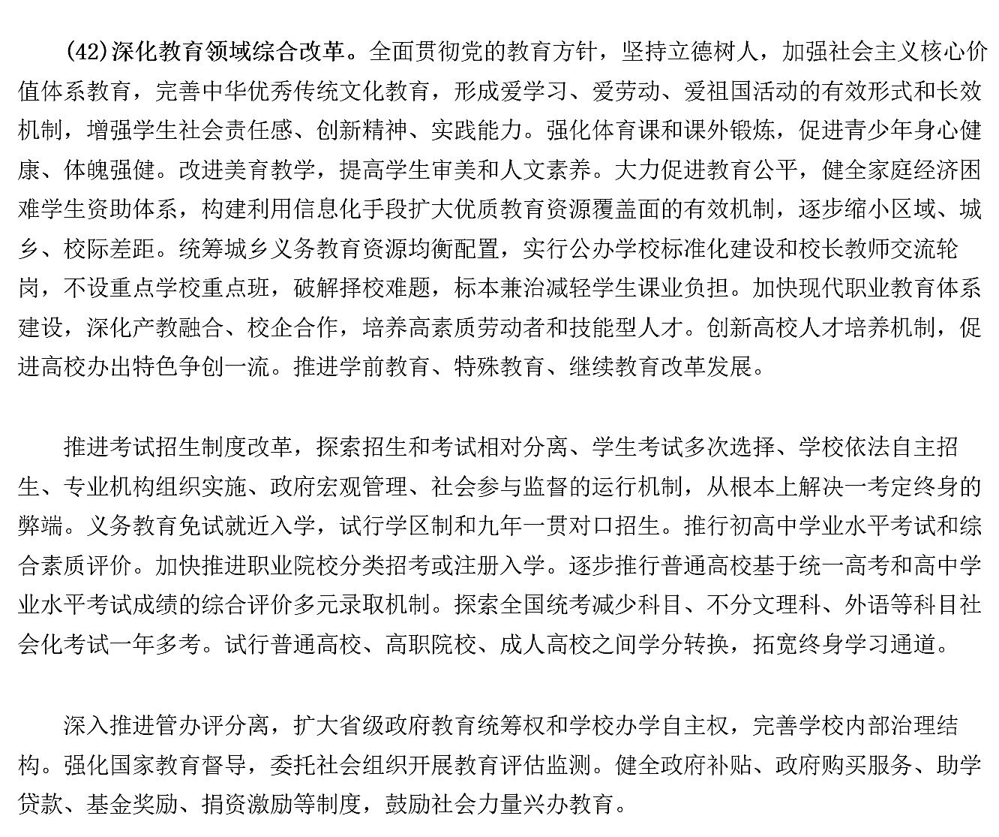 (42)深化教育领域综合改革。全面贯彻党的教育方针，坚持立德树人，加强社会主义核心价
值体系教育，完善中华优秀传统文化教育，形成爱学习、爱劳动、爱祖国活动的有效形式和长效
机制，增强学生社会责任感、创新精神、实践能力。强化体育课和课外锻炼，促进青少年身心健
康、体魄强健。改进美育教学，提高学生审美和人文素养。大力促进教育公平，健全家庭经济困
难学生资助体系，构建利用信息化手段扩大优质教育资源覆盖面的有效机制，逐步缩小区域、城
乡、校际差距。统筹城乡义务教育资源均衡配置，实行公办学校标准化建设和校长教师交流轮
岗，不设重点学校重点班，破解择校难题，标本兼治减轻学生课业负担。加快现代职业教育体系
建设，深化产教融合、校企合作，培养高素质劳动者和技能型人才。创新高校人才培养机制，促
进高校办出特色争创一流。推进学前教育、特殊教育、继续教育改革发展。
推进考试招生制度改革，探索招生和考试相对分离、学生考试多次选择、学校依法自主招
生、专业机构组织实施、政府宏观管理、社会参与监督的运行机制，从根本上解决一考定终身的
弊端。义务教育免试就近入学，试行学区制和九年一贯对口招生。推行初高中学业水平考试和综
合素质评价。加快推进职业院校分类招考或注册入学。逐步推行普通高校基于统一高考和高中学
业水平考试成绩的综合评价多元录取机制。探索全国统考减少科目、不分文理科、外语等科目社
会化考试一年多考。试行普通高校、高职院校、成人高校之间学分转换，拓宽终身学习通道。
深入推进管办评分离，扩大省级政府教育统筹权和学校办学自主权，完善学校内部治理结
构。强化国家教育督导，委托社会组织开展教育评估监测。健全政府补贴、政府购买服务、助学
贷款、基金奖励、捐资激励等制度，鼓励社会力量兴办教育。